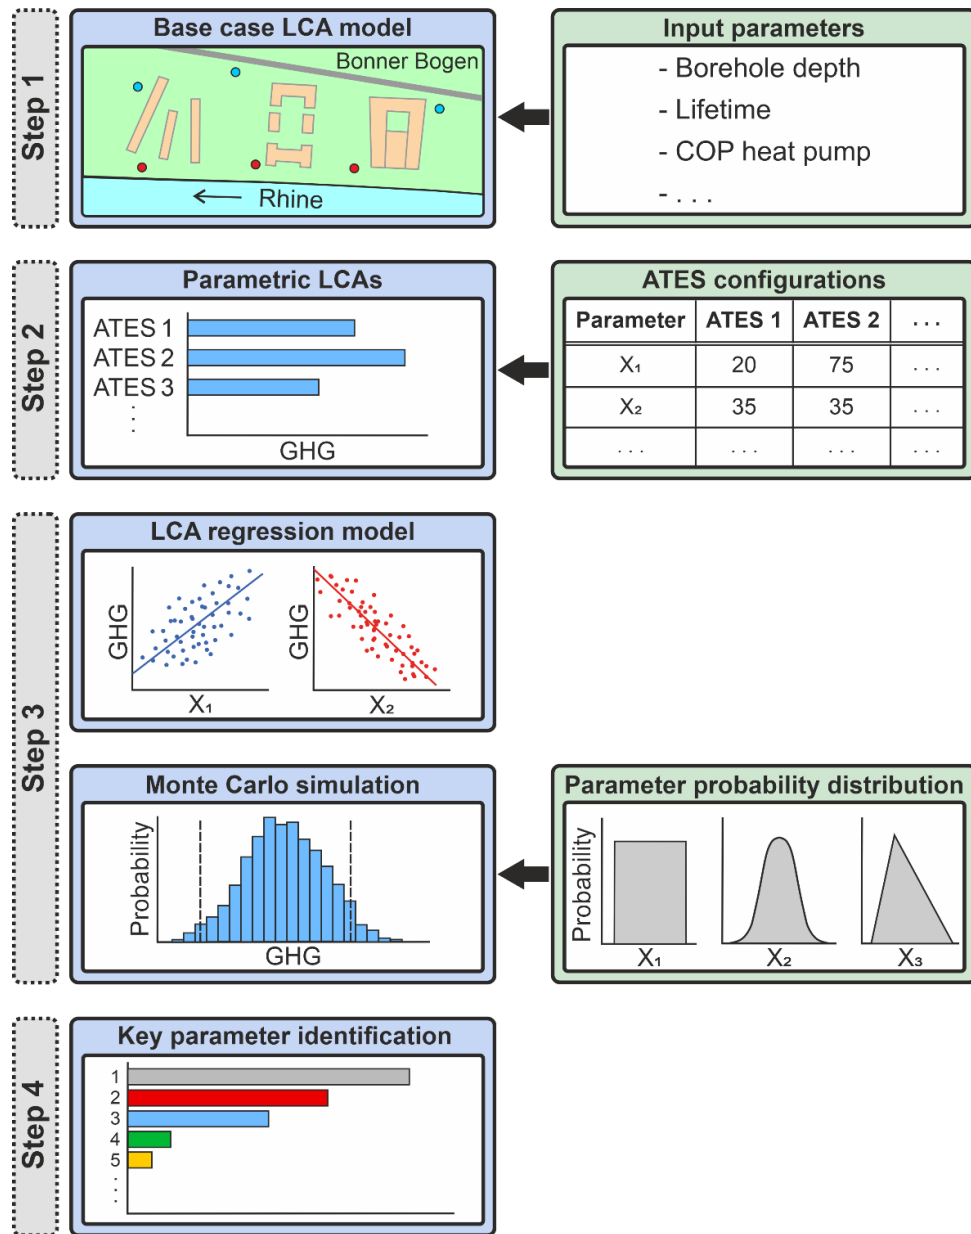 Step 1
Base case LCA model
Bonner Bogen
Rhine
Input parameters
- Borehole depth
- Lifetime
- COP heat pump
- . . .
Step 2
Parametric LCAs
ATES 1
ATES 2
ATES 3
. . .
GHG
ATES configurations
Parameter ATES 1 ATES 2 . . .
X₁ 20 75 . . .
X₂ 35 35 . . .
. . . . . . . . . . . .
Step 3
LCA regression model
GHG
X₁
GHG
X₂
Monte Carlo simulation
Probability
GHG
Parameter probability distribution
Probability
X₁
X₂
X₃
Step 4
Key parameter identification
1
2
3
4
5
. . .